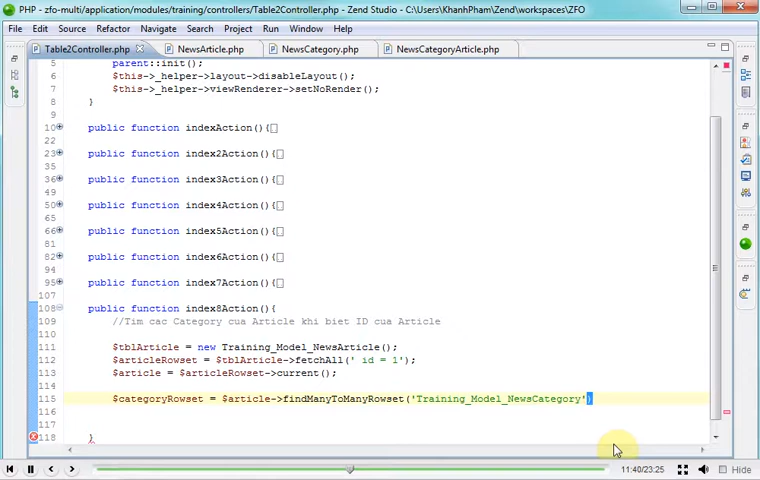 PHP - zfo-multi/application/modules/training/controllers/Table2Controller.php - Zend Studio - C:\Users\KhanhPham\Zend\workspaces\ZFO
File Edit Source Refactor Navigate Search Project Run Window Help
Table2Controller.php NewsArticle.php NewsCategory.php NewsCategoryArticle.php
5 parent::init();
6 $this->_helper->layout->disableLayout();
7 $this->_helper->viewRenderer->setNoRender();
8 }
9
10 public function indexAction(){
22
23 public function index2Action(){
35
36 public function index3Action(){
49
50 public function index4Action(){
65
66 public function index5Action(){
81
82 public function index6Action(){
94
95 public function index7Action(){
107
108 public function index8Action(){
109 //Tim cac Category cua Article khi biet ID cua Article
110
111 $tblArticle = new Training_Model_NewsArticle();
112 $articleRowset = $tblArticle->fetchAll(' id = 1');
113 $article = $articleRowset->current();
114
115 $categoryRowset = $article->findManyToManyRowset('Training_Model_NewsCategory')
116
117
118 }
11:40/23:25 Hide